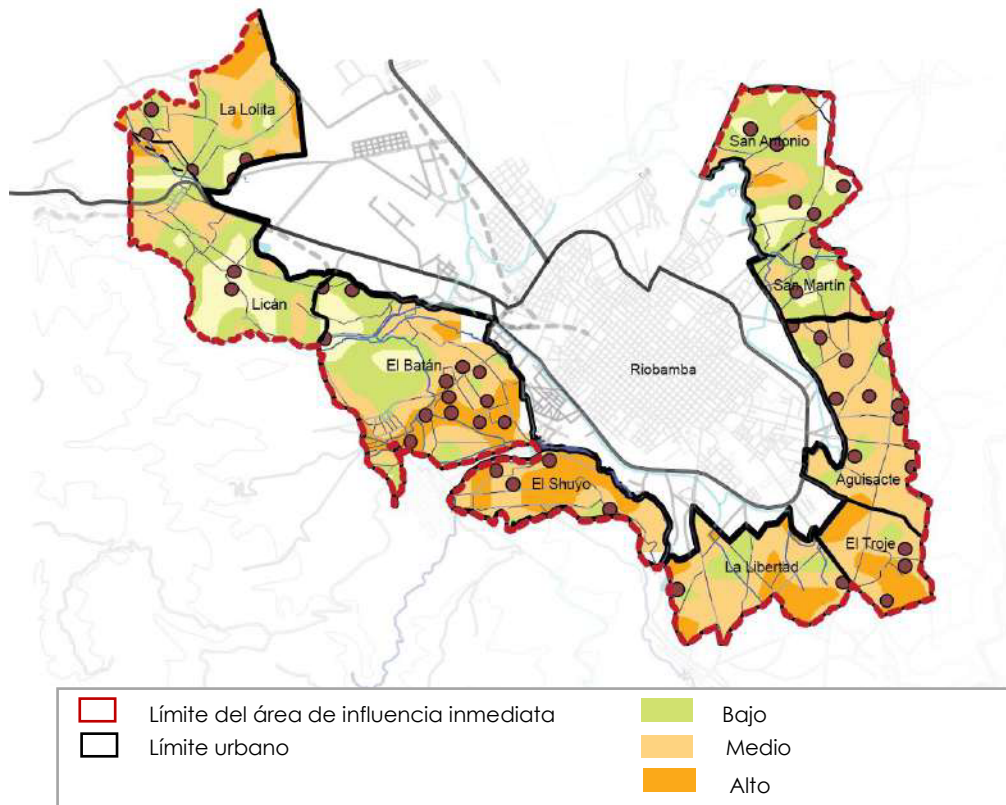 La Lolita
San Antonio
San Martín
Licán
El Batán
Riobamba
El Shuyo
Aguisacte
El Troje
La Libertad
Límite del área de influencia inmediata
Límite urbano
Bajo
Medio
Alto